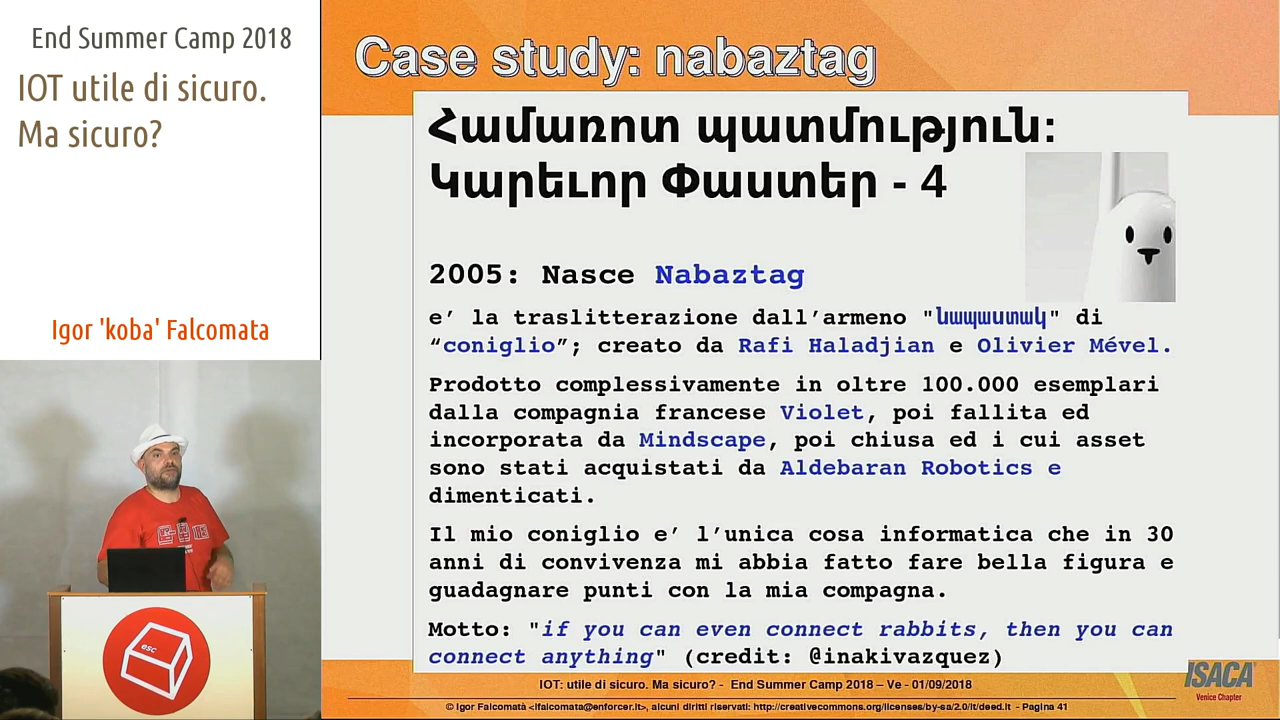 End Summer Camp 2018
IOT utile di sicuro.
Ma sicuro?
Igor 'koba' Falcomata
esc
Case study: nabaztag
Համառոտ պատմություն:
Կարեւոր Փաստեր - 4
2005: Nasce Nabaztag
e’ la traslitterazione dall’armeno "նապաստակ" di
“coniglio”; creato da Rafi Haladjian e Olivier Mével.
Prodotto complessivamente in oltre 100.000 esemplari
dalla compagnia francese Violet, poi fallita ed
incorporata da Mindscape, poi chiusa ed i cui asset
sono stati acquistati da Aldebaran Robotics e
dimenticati.
Il mio coniglio e’ l’unica cosa informatica che in 30
anni di convivenza mi abbia fatto fare bella figura e
guadagnare punti con la mia compagna.
Motto: "if you can even connect rabbits, then you can
connect anything" (credit: @inakivazquez)
ISACA
Venice Chapter
IOT: utile di sicuro. Ma sicuro? - End Summer Camp 2018 – Ve - 01/09/2018
© Igor Falcomatà <ifalcomata@enforcer.it>, alcuni diritti riservati: http://creativecommons.org/licenses/by-sa/2.0/it/deed.it - Pagina 41